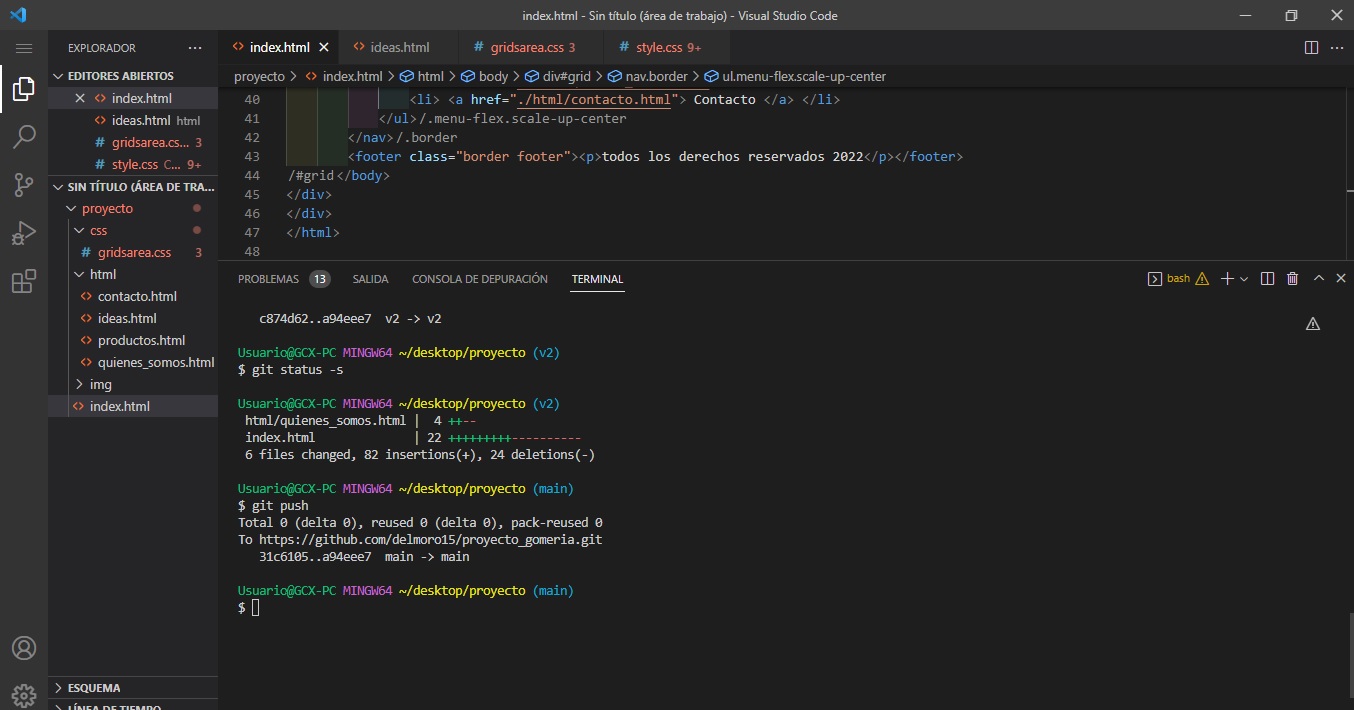 index.html - Sin título (área de trabajo) - Visual Studio Code
EXPLORADOR
EDITORES ABIERTOS
index.html
ideas.html html
gridsarea.cs... 3
style.css C... 9+
SIN TÍTULO (ÁREA DE TRA...
proyecto
css
gridsarea.css 3
html
contacto.html
ideas.html
productos.html
quienes_somos.html
img
index.html
ESQUEMA
LÍNEA DE TIEMPO
index.html
ideas.html
gridsarea.css 3
style.css 9+
proyecto > index.html > html > body > div#grid > nav.border > ul.menu-flex.scale-up-center
40 <li> <a href="./html/contacto.html"> Contacto </a> </li>
41 </ul>/.menu-flex.scale-up-center
42 </nav>/.border
43 <footer class="border footer"><p>todos los derechos reservados 2022</p></footer>
44 /#grid</body>
45 </div>
46 </div>
47 </html>
48
PROBLEMAS 13 SALIDA CONSOLA DE DEPURACIÓN TERMINAL
bash
c874d62..a94eee7 v2 -> v2
Usuario@GCX-PC MINGW64 ~/desktop/proyecto (v2)
$ git status -s
Usuario@GCX-PC MINGW64 ~/desktop/proyecto (v2)
html/quienes_somos.html | 4 ++--
index.html | 22 +++++++++----------
6 files changed, 82 insertions(+), 24 deletions(-)
Usuario@GCX-PC MINGW64 ~/desktop/proyecto (main)
$ git push
Total 0 (delta 0), reused 0 (delta 0), pack-reused 0
To https://github.com/delmoro15/proyecto_gomeria.git
31c6105..a94eee7 main -> main
Usuario@GCX-PC MINGW64 ~/desktop/proyecto (main)
$